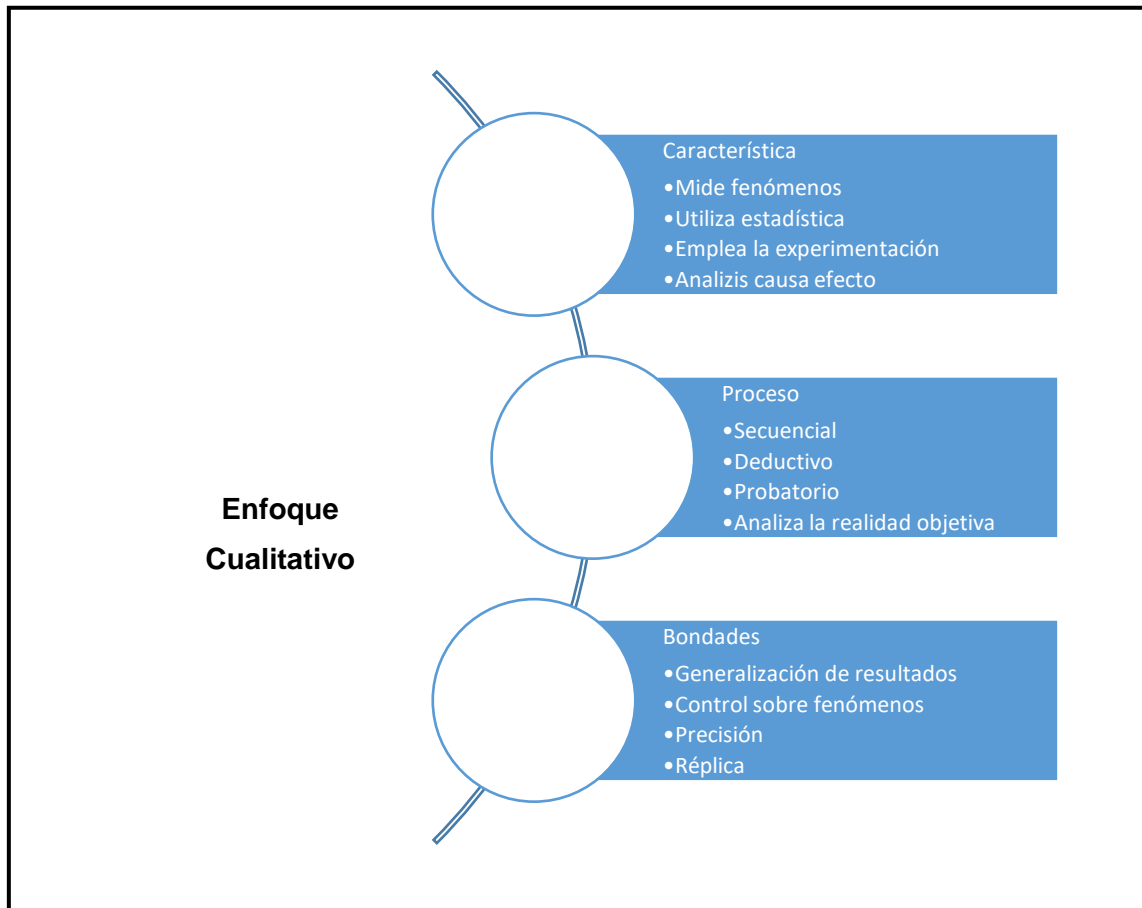 Enfoque
Cualitativo
Característica
•Mide fenómenos
•Utiliza estadística
•Emplea la experimentación
•Analizis causa efecto
Proceso
•Secuencial
•Deductivo
•Probatorio
•Analiza la realidad objetiva
Bondades
•Generalización de resultados
•Control sobre fenómenos
•Precisión
•Réplica